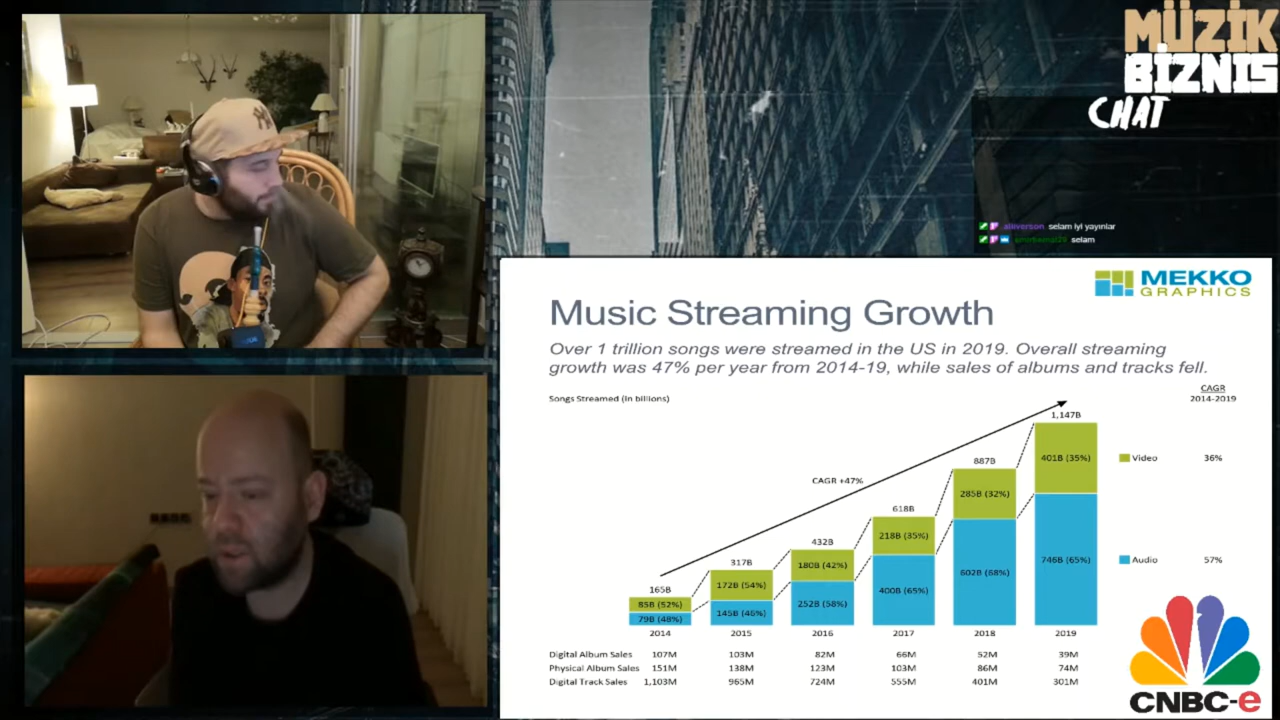 MÜZİK
BİZNIS
CHAT
selam iyi yayınlar
selam
MEKKO
GRAPHICS
Music Streaming Growth
Over 1 trillion songs were streamed in the US in 2019. Overall streaming
growth was 47% per year from 2014-19, while sales of albums and tracks fell.
Songs Streamed (in billions)
CAGR
2014-2019
1,147B
401B (35%)
Video 36%
887B
CAGR +47%
285B (32%)
618B
218B (35%)
432B
317B
180B (42%)
746B (65%)
Audio 57%
602B (68%)
165B
172B (54%)
400B (65%)
85B (52%)
252B (58%)
79B (48%)
145B (46%)
2014 2015 2016 2017 2018 2019
Digital Album Sales 107M 103M 82M 66M 52M 39M
Physical Album Sales 151M 138M 123M 103M 86M 74M
Digital Track Sales 1,103M 965M 724M 555M 401M 301M
CNBC-e